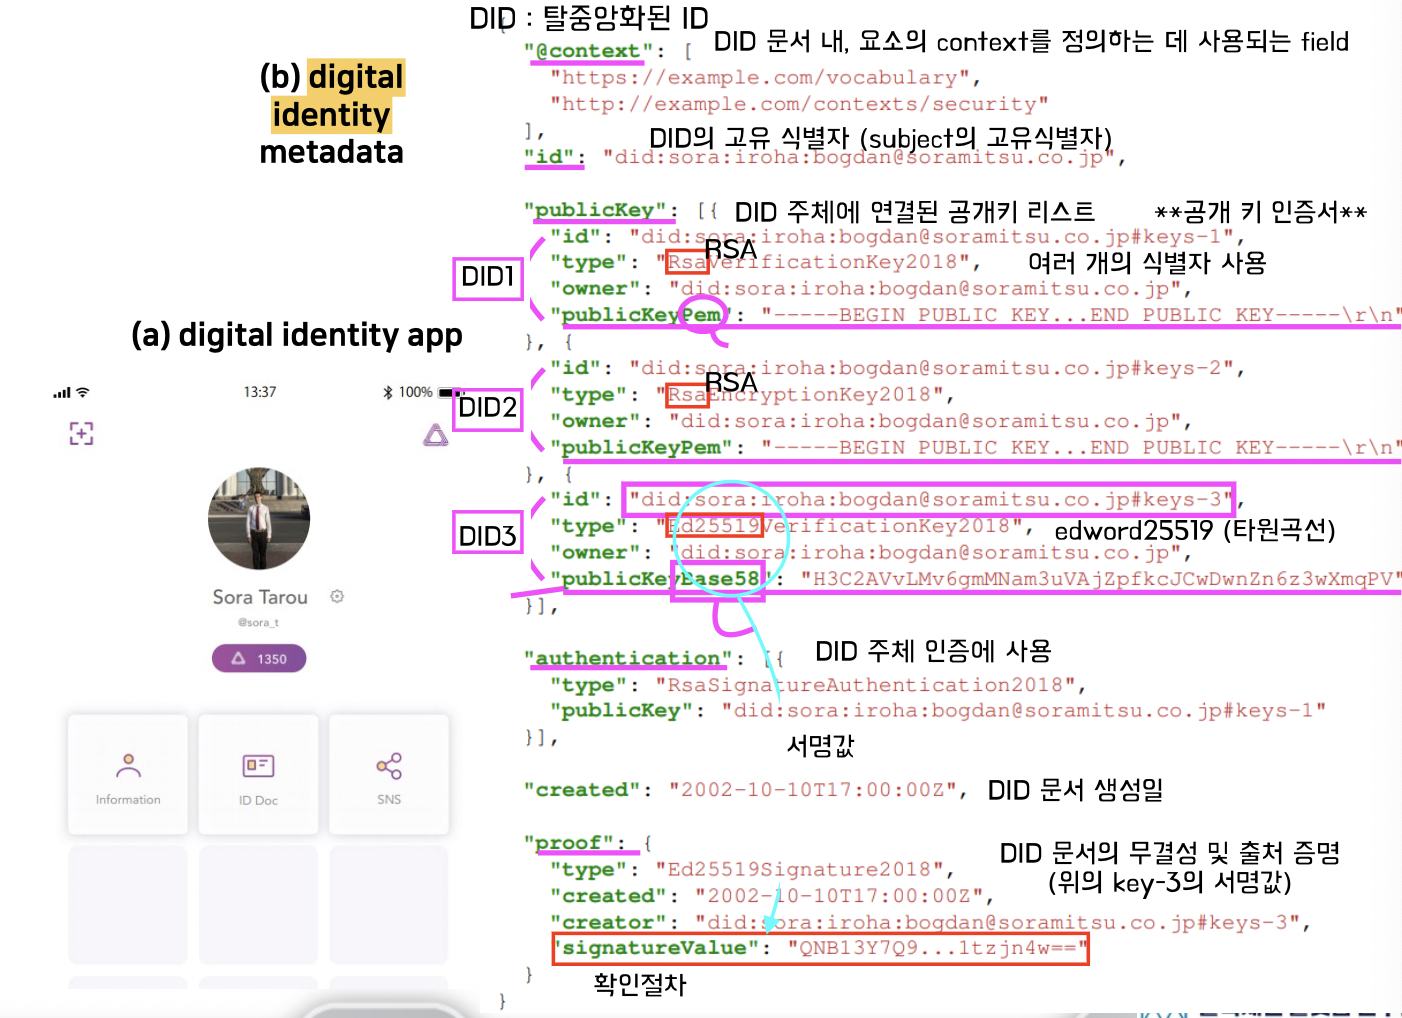 DID : 탈중앙화된 ID
{
"@context": [
DID 문서 내, 요소의 context를 정의하는 데 사용되는 field
"https://example.com/vocabulary",
"http://example.com/contexts/security"
],
DID의 고유 식별자 (subject의 고유식별자)
"id": "did:sora:iroha:bogdan@soramitsu.co.jp",
"publicKey": [{
DID 주체에 연결된 공개키 리스트
**공개 키 인증서**
DID1
"id": "did:sora:iroha:bogdan@soramitsu.co.jp#keys-1",
RSA
"type": "RsaVerificationKey2018",
여러 개의 식별자 사용
"owner": "did:sora:iroha:bogdan@soramitsu.co.jp",
"publicKeyPem": "-----BEGIN PUBLIC KEY...END PUBLIC KEY-----\r\n"
}, {
DID2
"id": "did:sora:iroha:bogdan@soramitsu.co.jp#keys-2",
RSA
"type": "RsaEncryptionKey2018",
"owner": "did:sora:iroha:bogdan@soramitsu.co.jp",
"publicKeyPem": "-----BEGIN PUBLIC KEY...END PUBLIC KEY-----\r\n"
}, {
DID3
"id": "did:sora:iroha:bogdan@soramitsu.co.jp#keys-3",
"type": "Ed25519VerificationKey2018",
edword25519 (타원곡선)
"owner": "did:sora:iroha:bogdan@soramitsu.co.jp",
"publicKeyBase58": "H3C2AVvLMv6gmMNam3uVAjZpfkcJCwDwnZn6z3wXmqPV"
}],
"authentication": [{
DID 주체 인증에 사용
"type": "RsaSignatureAuthentication2018",
"publicKey": "did:sora:iroha:bogdan@soramitsu.co.jp#keys-1"
}],
서명값
"created": "2002-10-10T17:00:00Z",
DID 문서 생성일
"proof": {
DID 문서의 무결성 및 출처 증명
(위의 key-3의 서명값)
"type": "Ed25519Signature2018",
"created": "2002-10-10T17:00:00Z",
"creator": "did:sora:iroha:bogdan@soramitsu.co.jp#keys-3",
"signatureValue": "QNB13Y7Q9...1tzjn4w=="
}
확인절차
}
(b) digital
identity
metadata
(a) digital identity app
13:37
100%
Sora Tarou
@sora_t
1350
Information
ID Doc
SNS